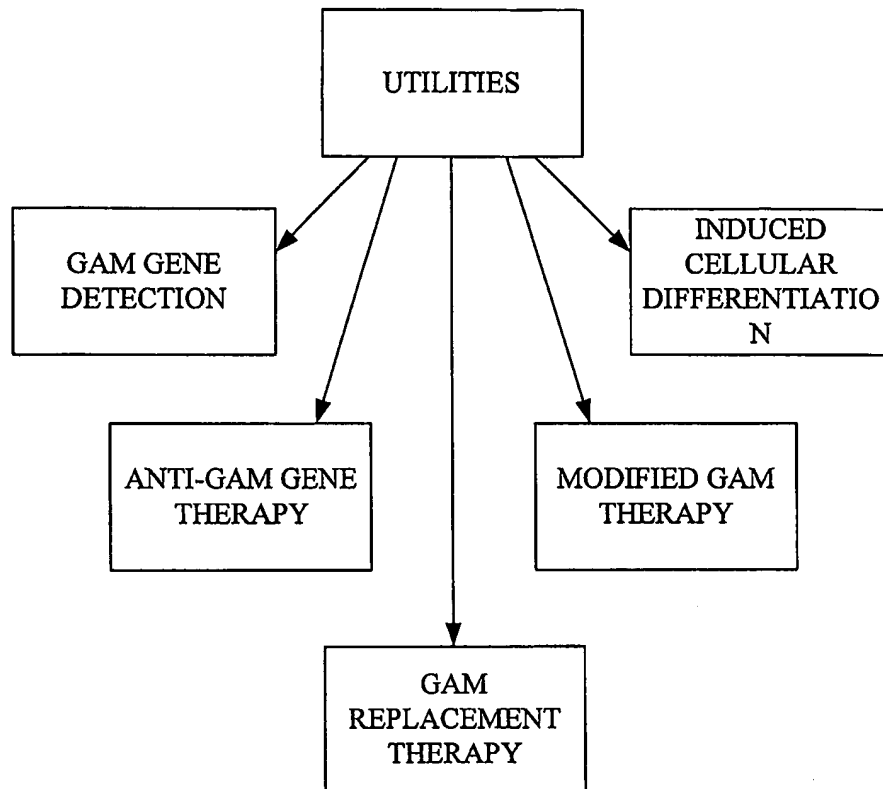 UTILITIES
GAM GENE
DETECTION
INDUCED
CELLULAR
DIFFERENTIATIO
N
ANTI-GAM GENE
THERAPY
MODIFIED GAM
THERAPY
GAM
REPLACEMENT
THERAPY